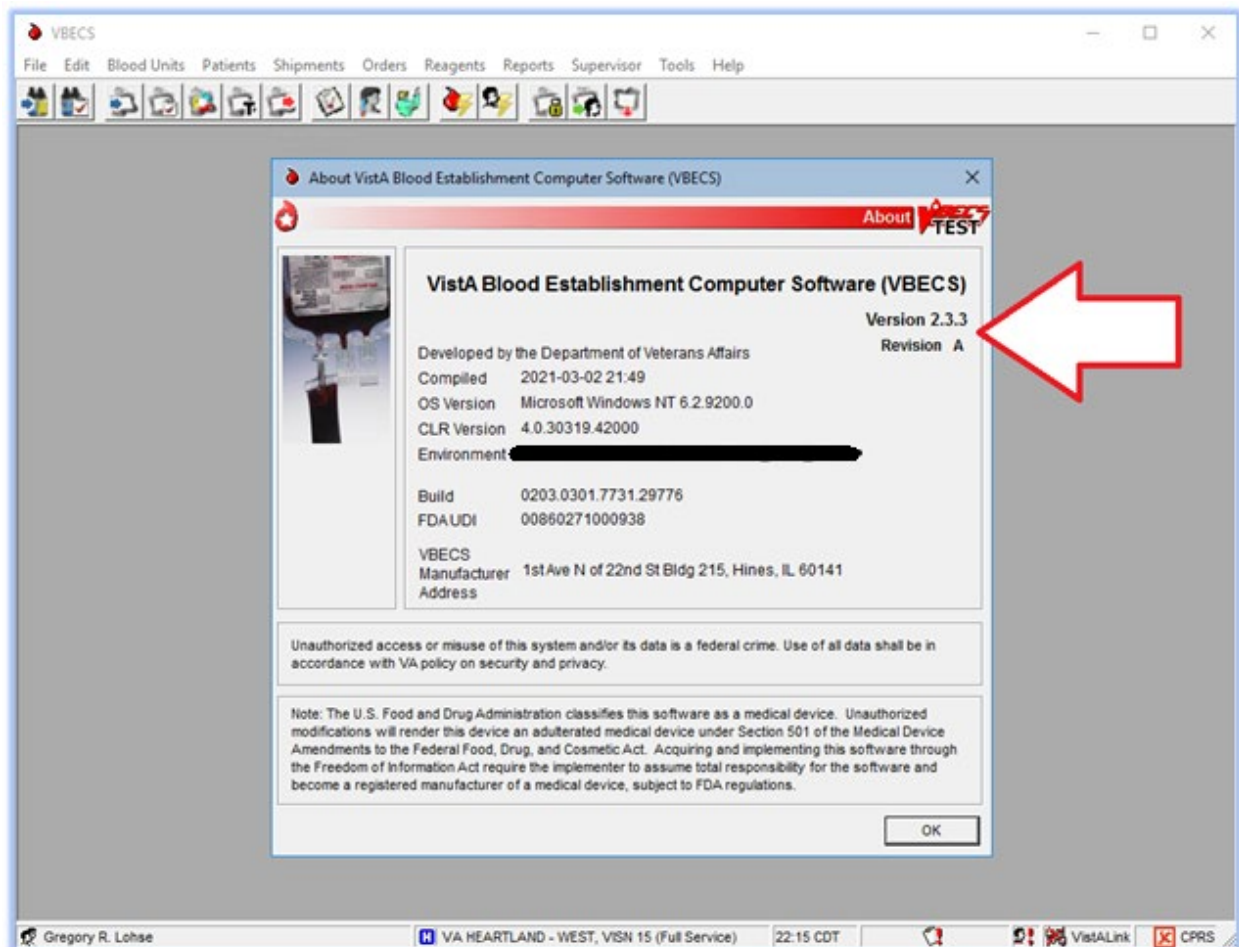 VBECS
File Edit Blood Units Patients Shipments Orders Reagents Reports Supervisor Tools Help
About VistA Blood Establishment Computer Software (VBECS)
About VBECS TEST
VistA Blood Establishment Computer Software (VBECS)
Version 2.3.3
Revision A
Developed by the Department of Veterans Affairs
Compiled 2021-03-02 21:49
OS Version Microsoft Windows NT 6.2.9200.0
CLR Version 4.0.30319.42000
Environment
Build 0203.0301.7731.29776
FDAUDI 00860271000938
VBECS
Manufacturer 1st Ave N of 22nd St Bldg 215, Hines, IL 60141
Address
Unauthorized access or misuse of this system and/or its data is a federal crime. Use of all data shall be in
accordance with VA policy on security and privacy.
Note: The U.S. Food and Drug Administration classifies this software as a medical device. Unauthorized
modifications will render this device an adulterated medical device under Section 501 of the Medical Device
Amendments to the Federal Food, Drug, and Cosmetic Act. Acquiring and implementing this software through
the Freedom of Information Act require the implementer to assume total responsibility for the software and
become a registered manufacturer of a medical device, subject to FDA regulations.
OK
Gregory R. Lohse H VA HEARTLAND - WEST, VISN 15 (Full Service) 22:15 CDT VistALink CPRS